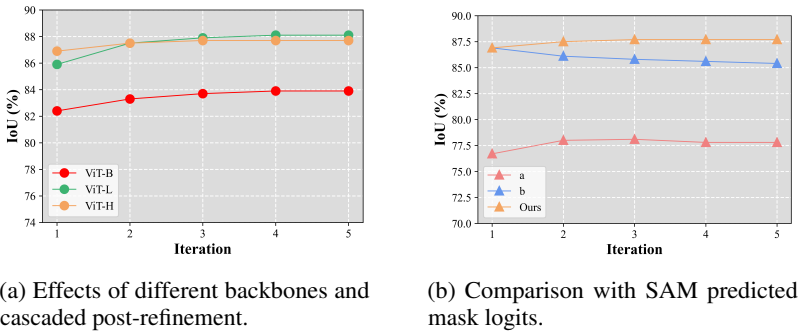 90
88
86
84
82
80
78
76
74
IoU (%)
ViT-B
ViT-L
ViT-H
1 2 3 4 5
Iteration
(a) Effects of different backbones and
cascaded post-refinement.
90.0
87.5
85.0
82.5
80.0
77.5
75.0
72.5
70.0
IoU (%)
a
b
Ours
1 2 3 4 5
Iteration
(b) Comparison with SAM predicted
mask logits.